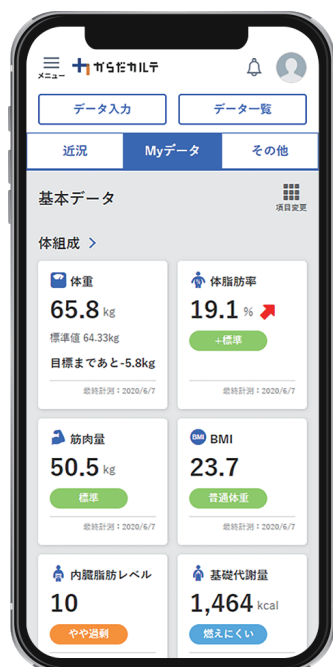 メニュー
からだカルテ
データ入力
データ一覧
近況
Myデータ
その他
基本データ
項目変更
体組成
体重
65.8 kg
標準値 64.33kg
目標まであと-5.8kg
最終計測：2020/6/7
体脂肪率
19.1 %
+標準
最終計測：2020/6/7
筋肉量
50.5 kg
標準
最終計測：2020/6/7
BMI
BMI
23.7
普通体重
最終計測：2020/6/7
内臓脂肪レベル
10
やや過剰
基礎代謝量
1,464 kcal
燃えにくい